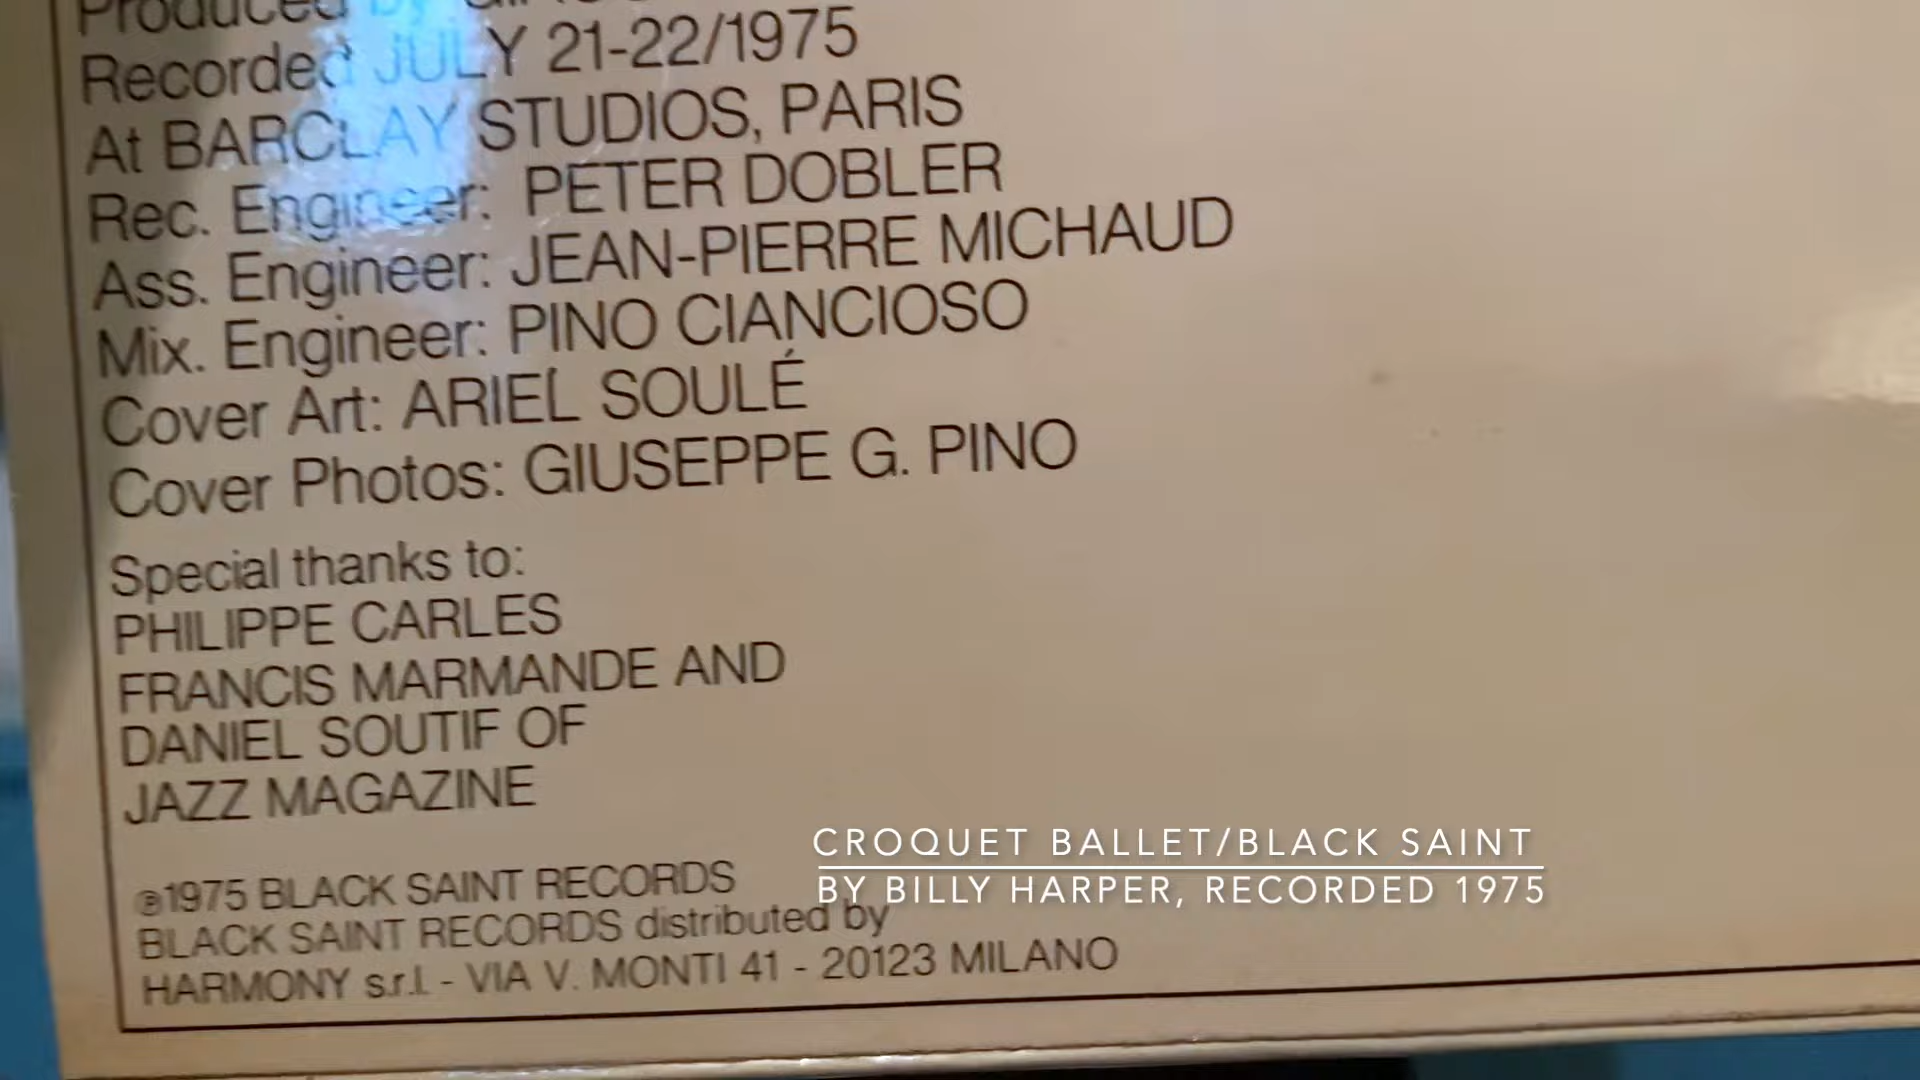 Produced by
Recorded JULY 21-22/1975
At BARCLAY STUDIOS, PARIS
Rec. Engineer: PETER DOBLER
Ass. Engineer: JEAN-PIERRE MICHAUD
Mix. Engineer: PINO CIANCIOSO
Cover Art: ARIEL SOULÉ
Cover Photos: GIUSEPPE G. PINO
Special thanks to:
PHILIPPE CARLES
FRANCIS MARMANDE AND
DANIEL SOUTIF OF
JAZZ MAGAZINE
℗1975 BLACK SAINT RECORDS
BLACK SAINT RECORDS distributed by
HARMONY s.r.l. - VIA V. MONTI 41 - 20123 MILANO
CROQUET BALLET/BLACK SAINT
BY BILLY HARPER, RECORDED 1975